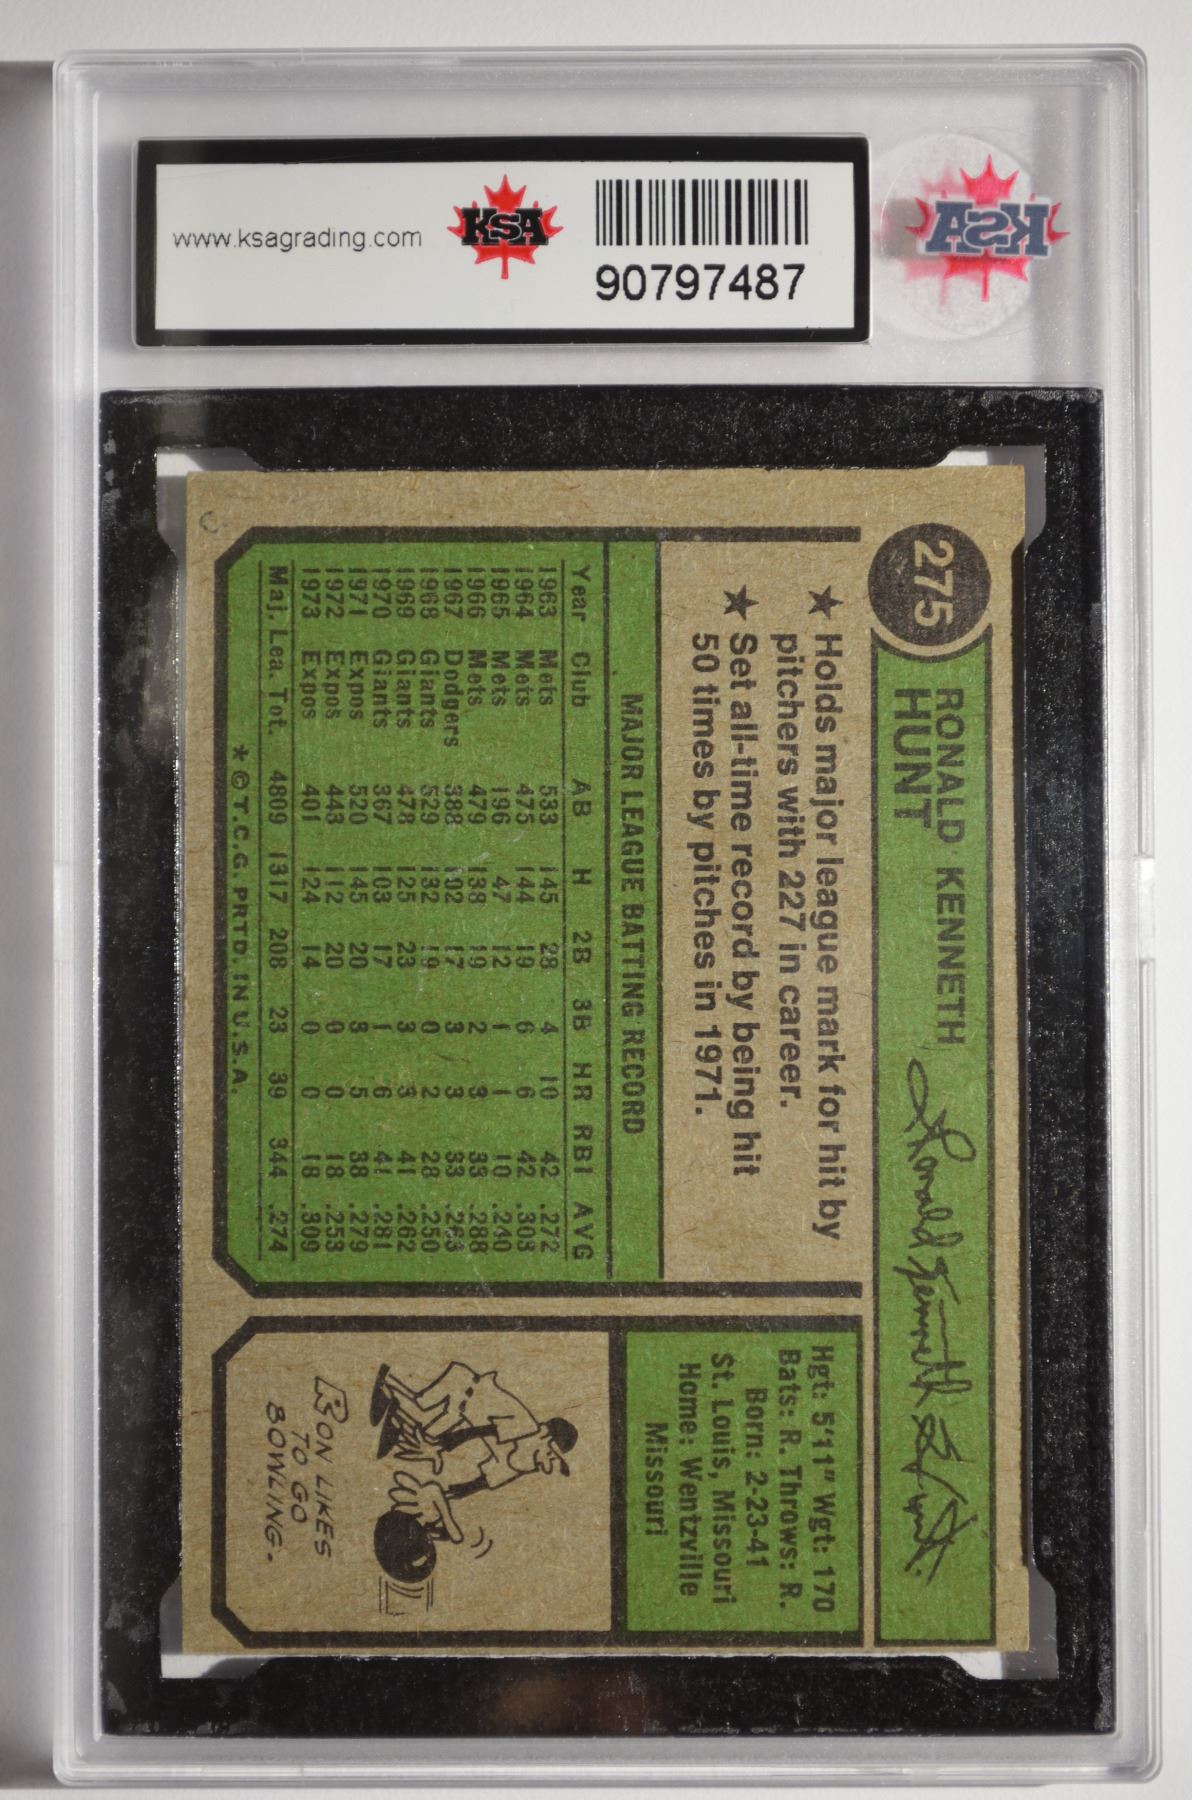 www.ksagrading.com
KSA
90797487
KSA
275
RONALD KENNETH
HUNT
Ronald Kenneth Hunt
★ Holds major league mark for hit by
pitchers with 227 in career.
★ Set all-time record by being hit
50 times by pitches in 1971.
MAJOR LEAGUE BATTING RECORD
Year Club AB H 2B 3B HR RBI AVG
1963 Mets 533 145 28 4 10 42 .272
1964 Mets 475 144 19 6 6 42 .303
1965 Mets 196 47 12 1 1 10 .240
1966 Mets 479 138 19 2 3 33 .288
1967 Dodgers 388 102 17 3 3 33 .263
1968 Giants 529 132 19 0 2 28 .250
1969 Giants 478 125 23 3 3 41 .262
1970 Giants 367 103 17 1 6 41 .281
1971 Expos 520 145 20 3 5 38 .279
1972 Expos 443 112 20 0 0 18 .253
1973 Expos 401 124 14 0 0 18 .309
Maj. Lea. Tot. 4809 1317 208 23 39 344 .274
* © T.C.G. PRTD. IN U.S.A.
Hgt: 5'11" Wgt: 170
Bats: R. Throws: R.
Born: 2-23-41
St. Louis, Missouri
Home: Wentzville
Missouri
RON LIKES
TO GO
BOWLING.